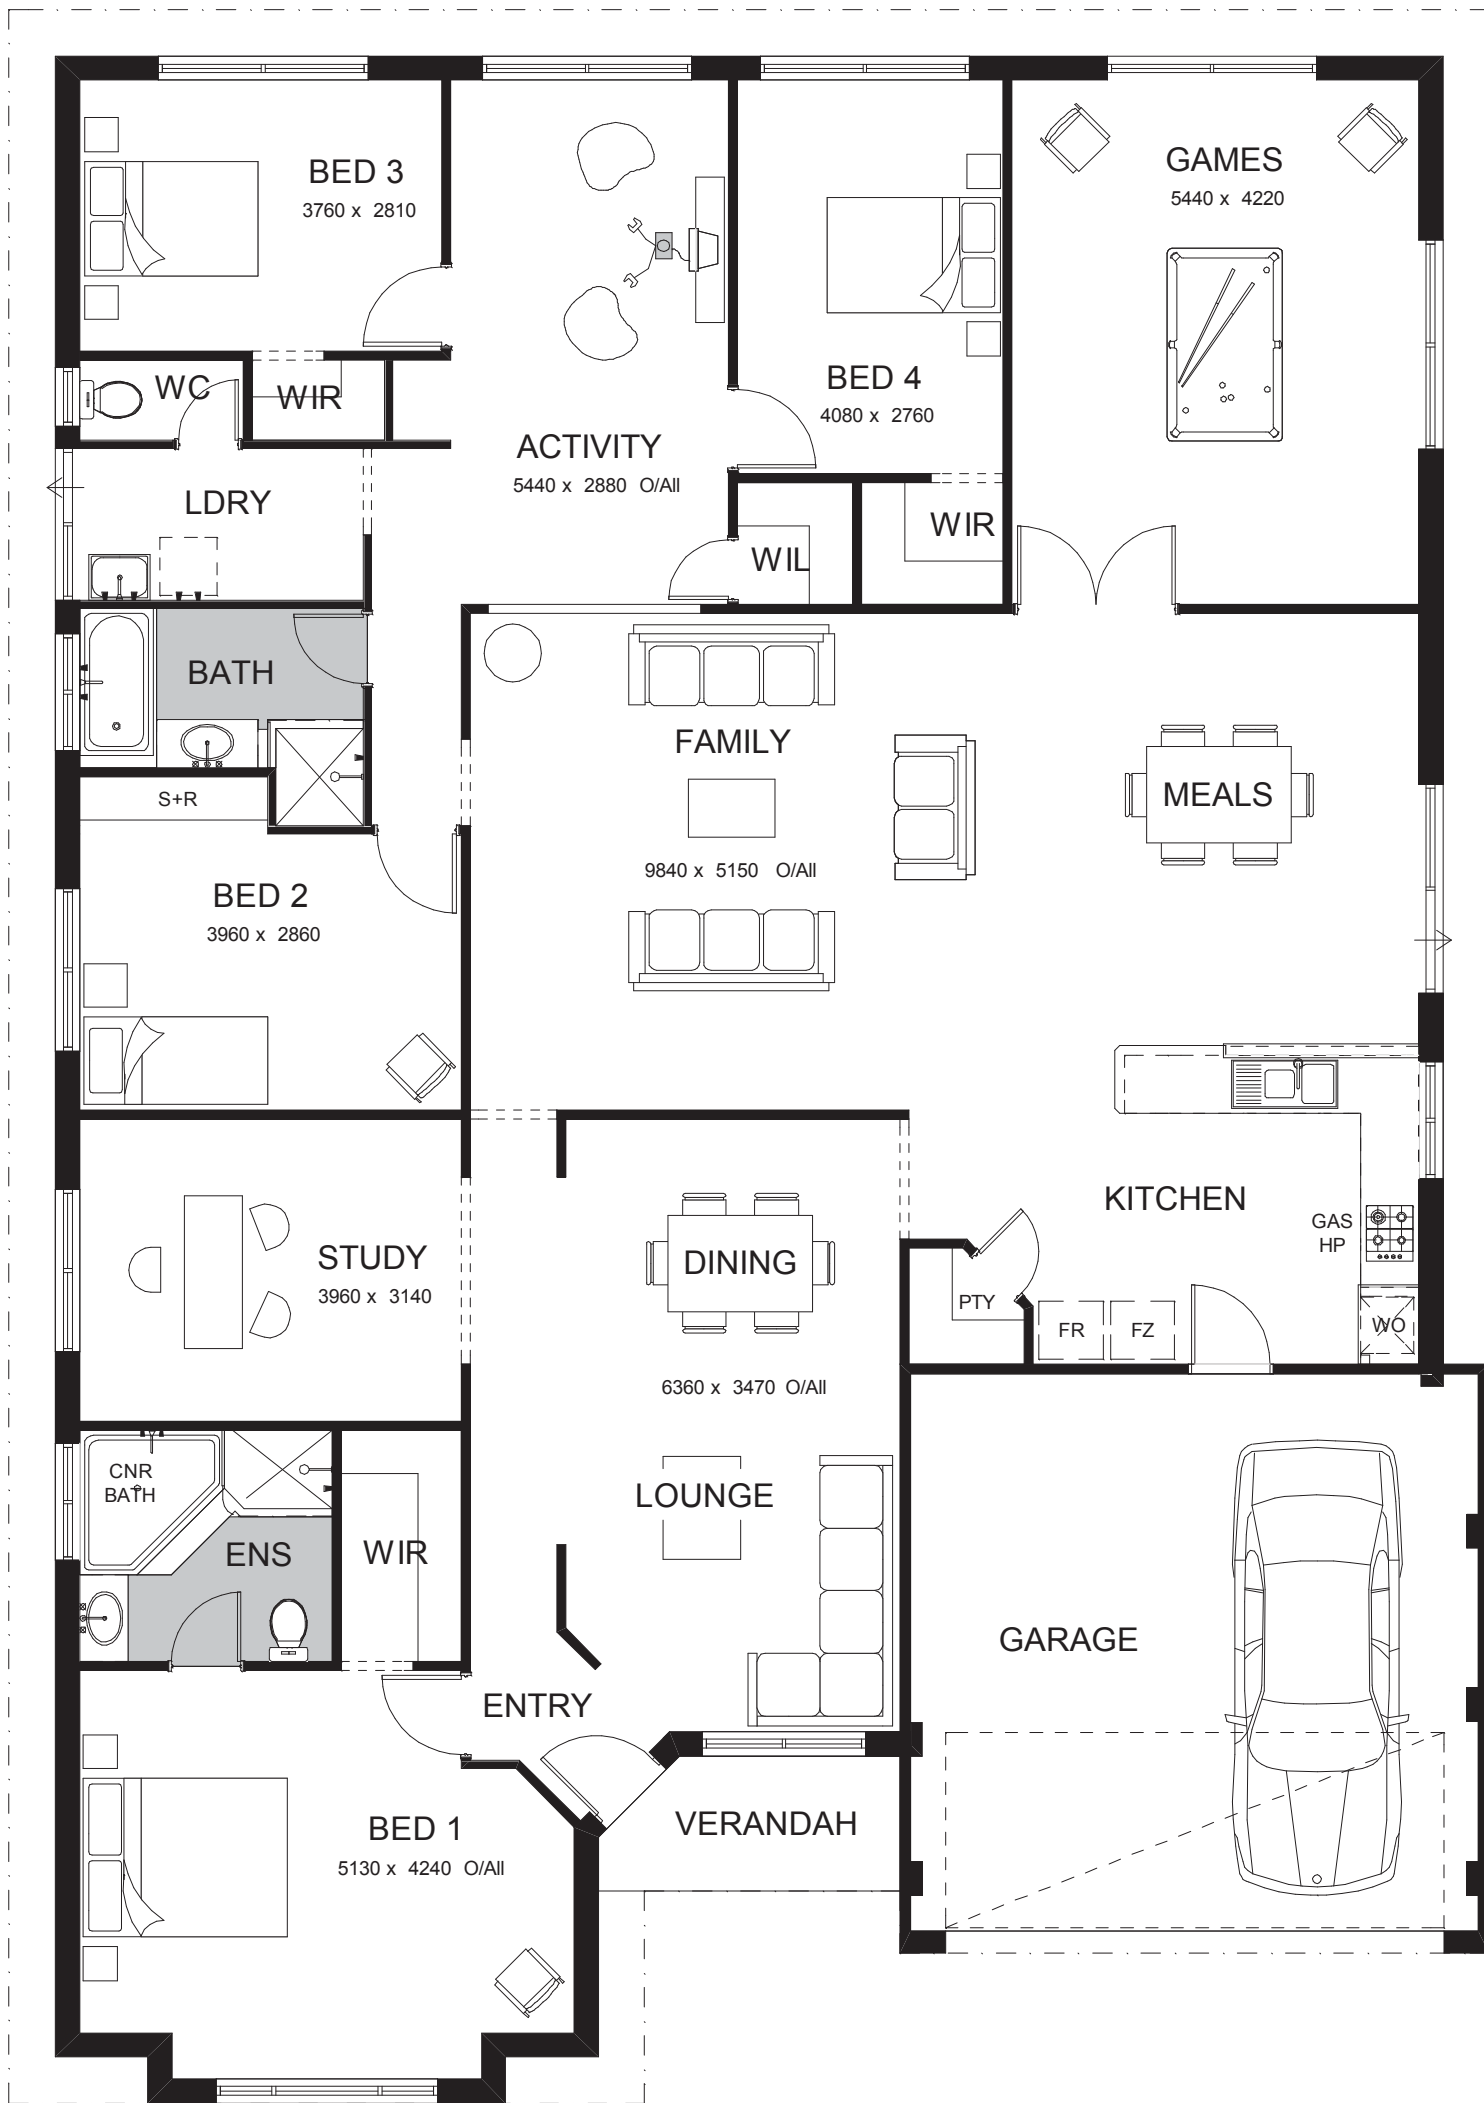 BED 3
3760 x 2810
GAMES
5440 x 4220
BED 4
4080 x 2760
WC
WIR
ACTIVITY
5440 x 2880 O/All
LDRY
WIR
WIL
BATH
FAMILY
9840 x 5150 O/All
MEALS
S+R
BED 2
3960 x 2860
KITCHEN
GAS
HP
STUDY
3960 x 3140
DINING
6360 x 3470 O/All
PTY
FR
FZ
WO
CNR
BATH
LOUNGE
ENS
WIR
GARAGE
ENTRY
BED 1
5130 x 4240 O/All
VERANDAH